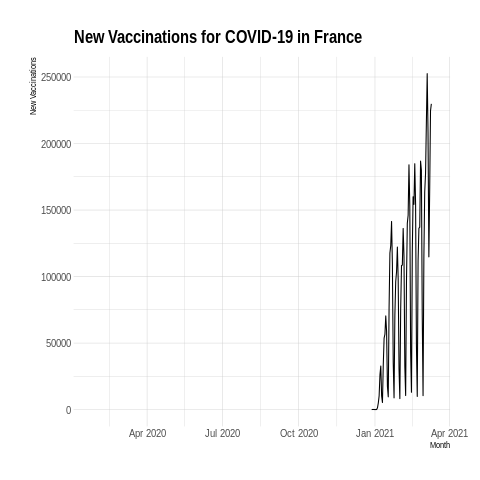 New Vaccinations for COVID-19 in France
New Vaccinations
250000
200000
150000
100000
50000
0
Apr 2020 Jul 2020 Oct 2020 Jan 2021 Apr 2021
Month